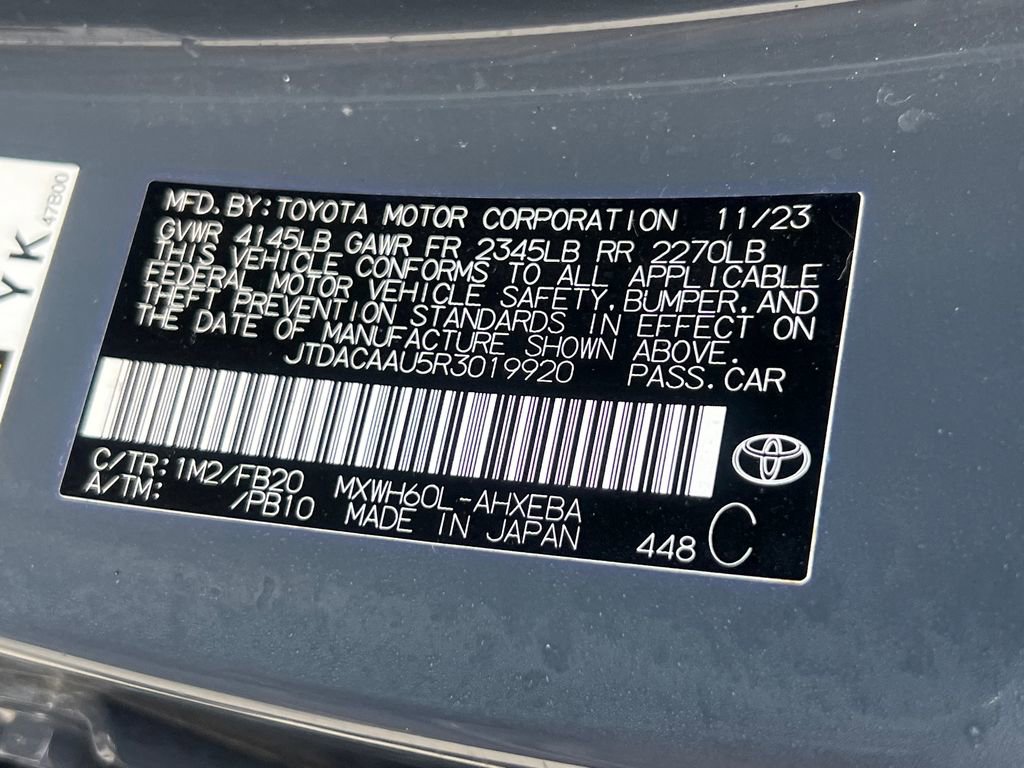 YK
47B00
MFD.BY:TOYOTA MOTOR CORPORATION 11/23
GVWR 4145LB GAWR FR 2345LB RR 2270LB
THIS VEHICLE CONFORMS TO ALL APPLICABLE
FEDERAL MOTOR VEHICLE SAFETY,BUMPER,AND
THEFT PREVENTION STANDARDS IN EFFECT ON
THE DATE OF MANUFACTURE SHOWN ABOVE.
JTDACAAU5R3019920 PASS.CAR
C/TR:1M2/FB20 MXWH60L-AHXEBA
A/TM: /PB10 MADE IN JAPAN 448 C